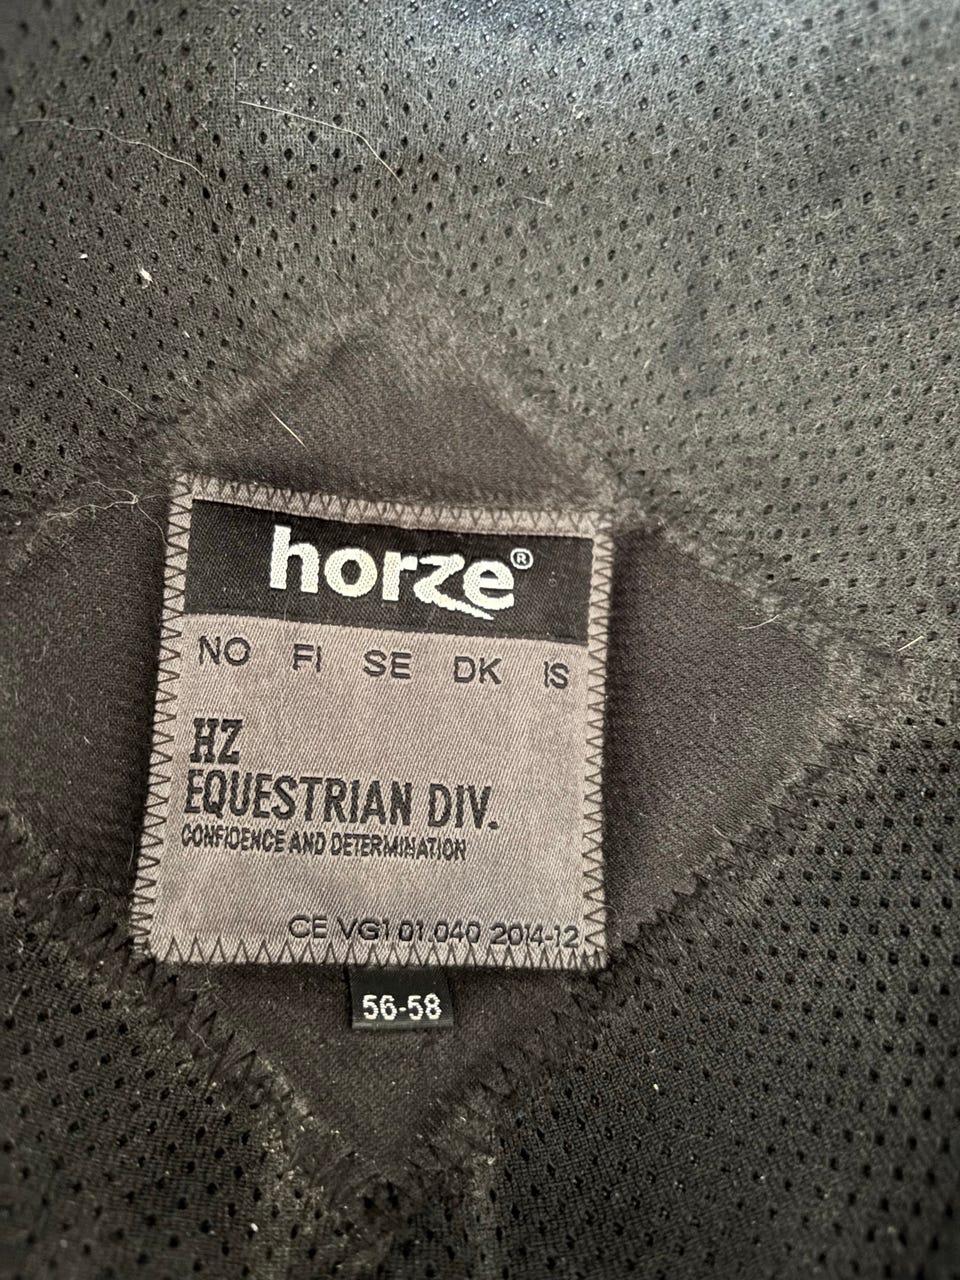 horze®
NO FI SE DK IS
HZ
EQUESTRIAN DIV.
CONFIDENCE AND DETERMINATION
CE VG1 01.040 2014-12
56-58